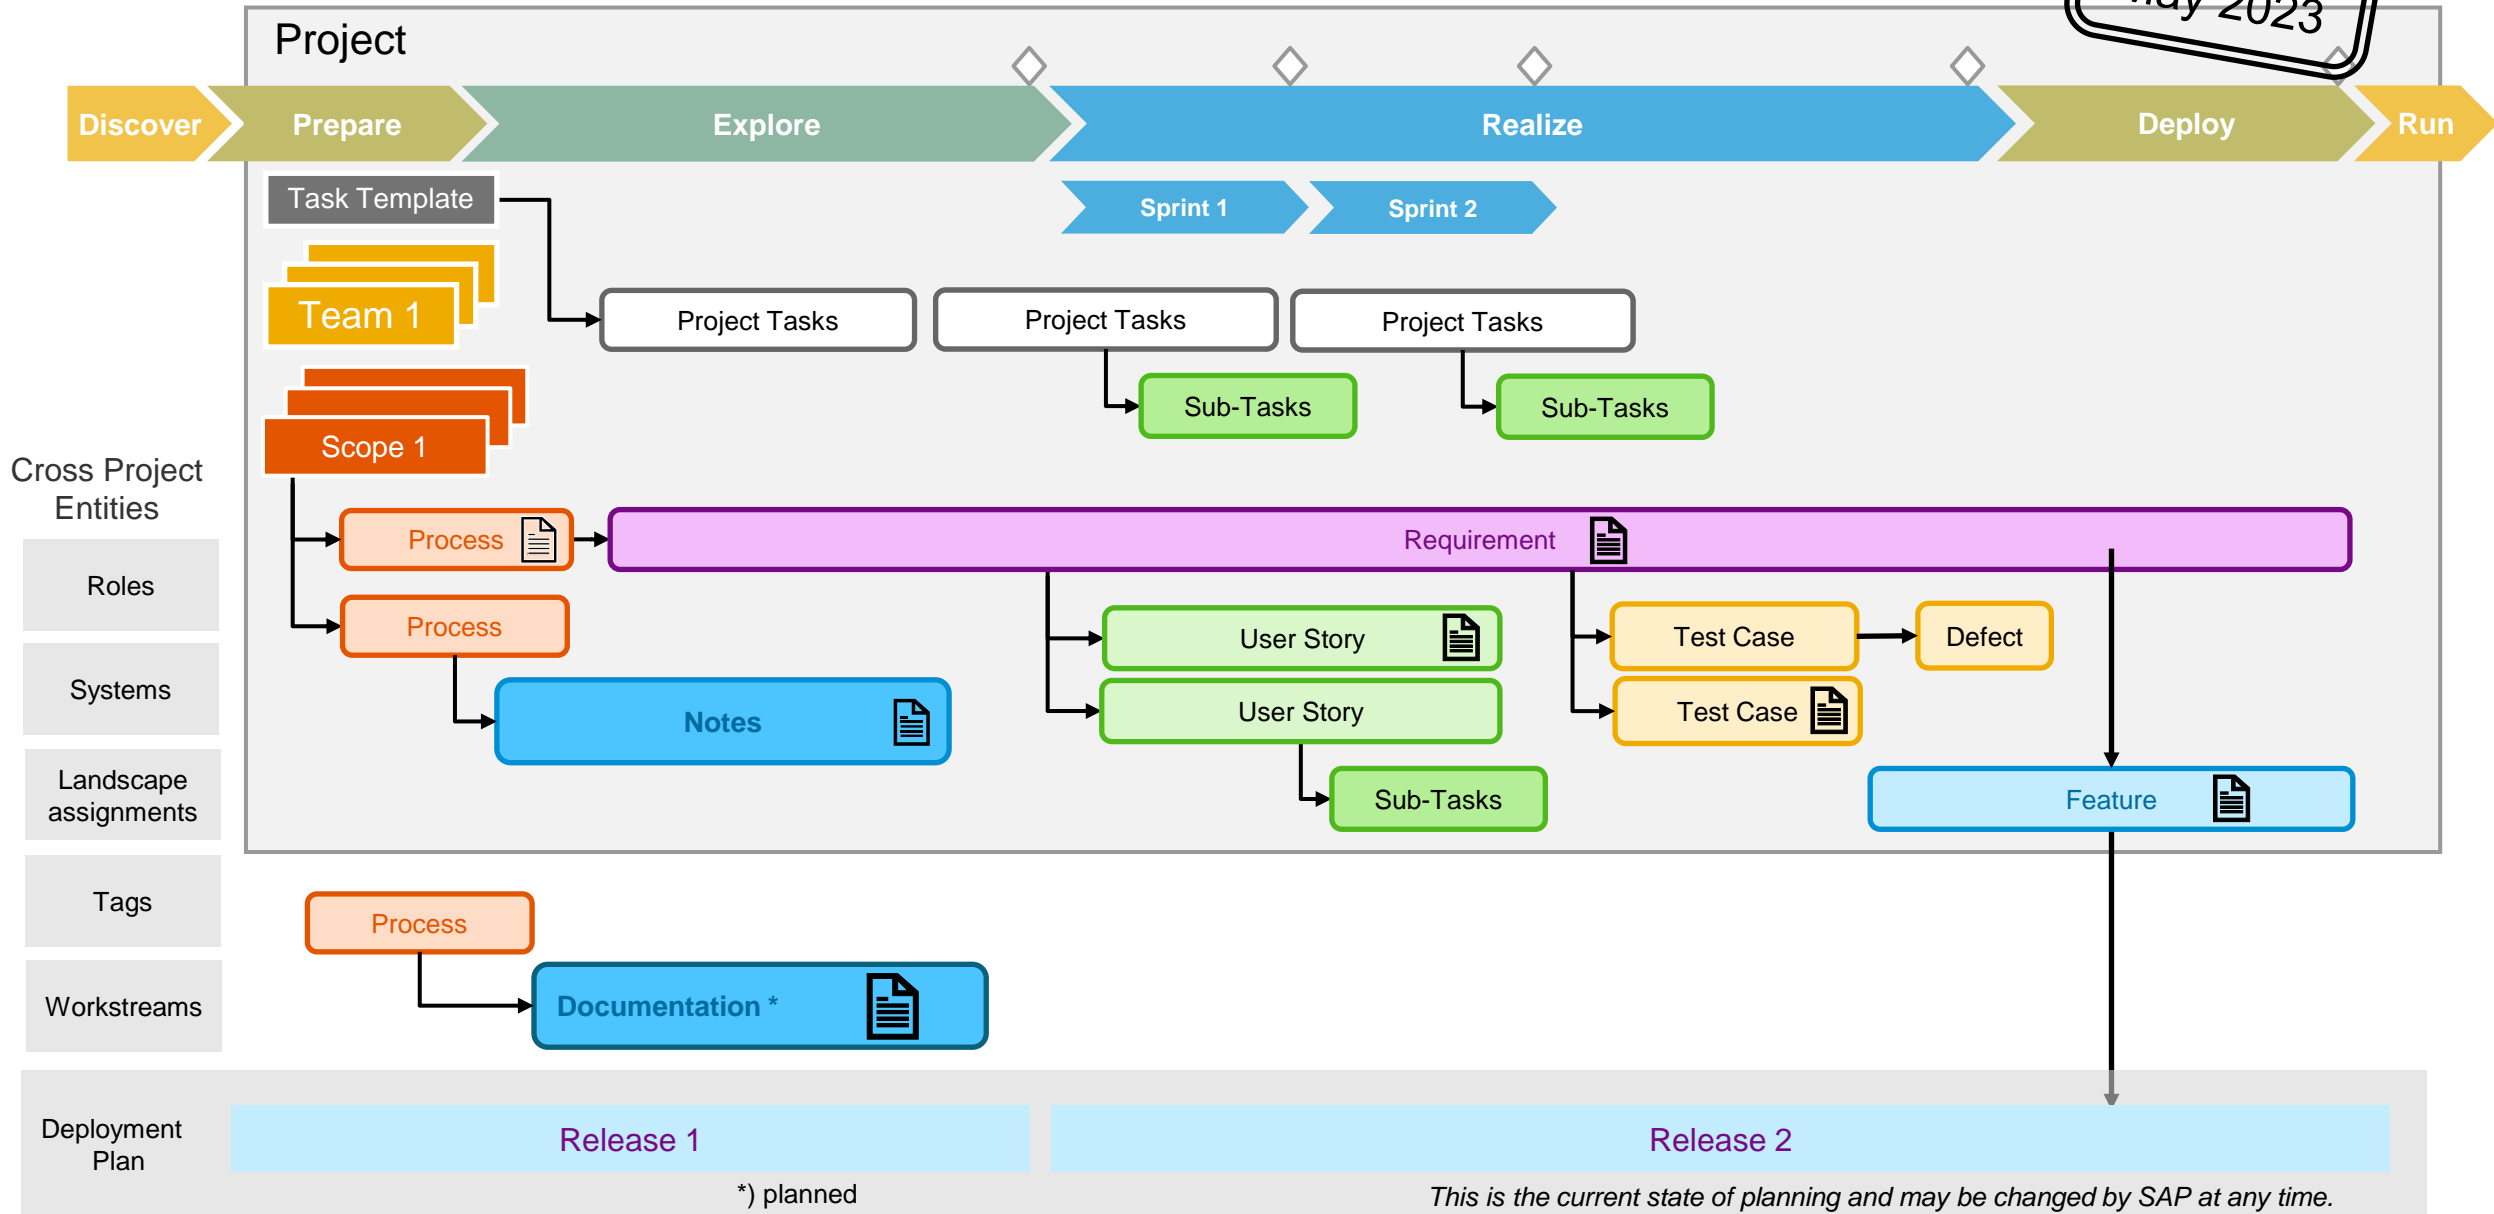 2023
Project
Discover
Prepare
Explore
Realize
Deploy
Run
Task Template
Sprint 1
Sprint 2
Team 1
Project Tasks
Project Tasks
Project Tasks
Sub-Tasks
Sub-Tasks
Scope 1
Cross Project
Entities
Process
Requirement
Roles
Process
User Story
Test Case
Defect
Systems
Notes
User Story
Test Case
Landscape
assignments
Sub-Tasks
Feature
Tags
Process
Workstreams
Documentation *
Deployment
Plan
Release 1
Release 2
*) planned
This is the current state of planning and may be changed by SAP at any time.